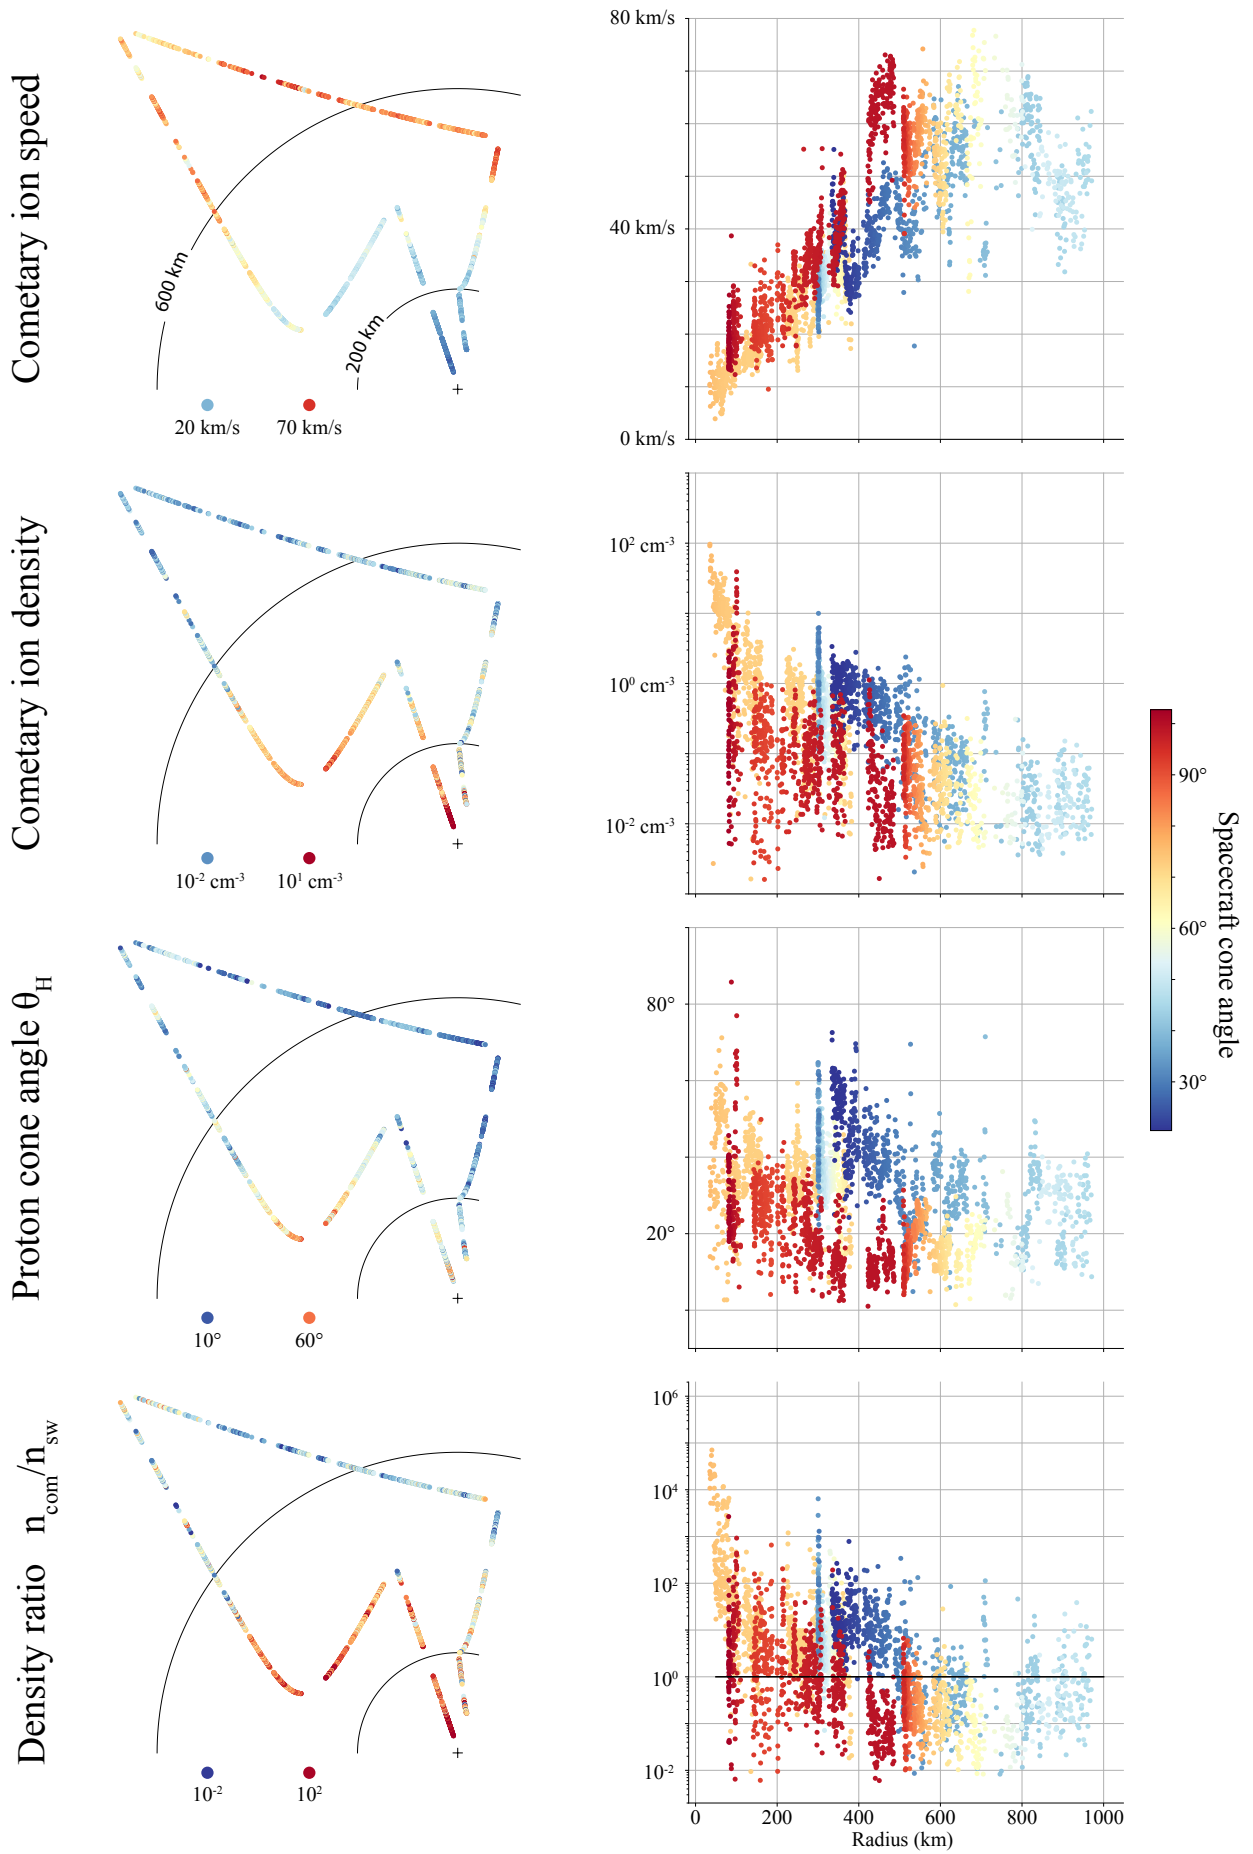 Cometary ion speed
600 km
200 km
20 km/s
70 km/s
80 km/s
40 km/s
0 km/s
Cometary ion density
10⁻² cm⁻³
10¹ cm⁻³
10² cm⁻³
10⁰ cm⁻³
10⁻² cm⁻³
Proton cone angle θ_H
10°
60°
80°
20°
Density ratio n_com/n_sw
10⁻²
10²
10⁶
10⁴
10²
10⁰
10⁻²
0 200 400 600 800 1000
Radius (km)
90°
60°
30°
Spacecraft cone angle